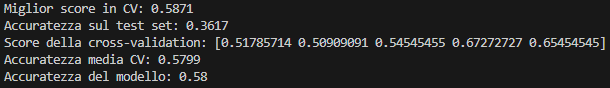 Miglior score in CV: 0.5871
Accuratezza sul test set: 0.3617
Score della cross-validation: [0.51785714 0.50909091 0.54545455 0.67272727 0.65454545]
Accuratezza media CV: 0.5799
Accuratezza del modello: 0.58